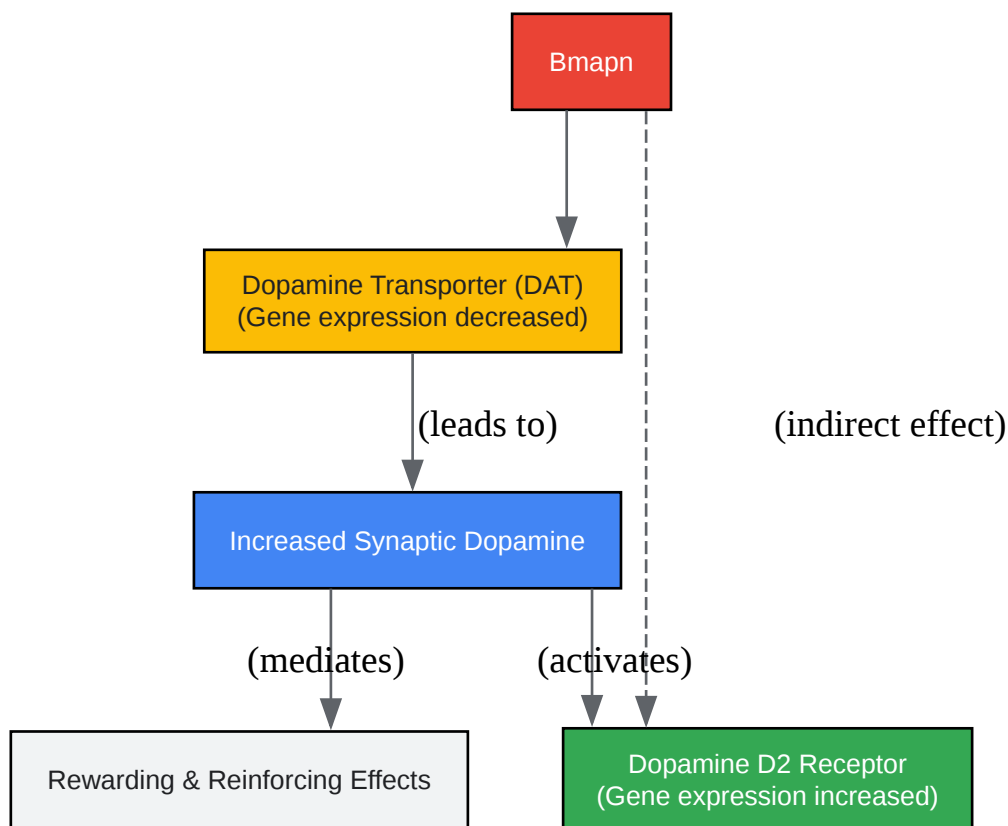 Bmapn
Dopamine Transporter (DAT)
(Gene expression decreased)
(leads to)
(indirect effect)
Increased Synaptic Dopamine
(mediates)
(activates)
Rewarding & Reinforcing Effects
Dopamine D2 Receptor
(Gene expression increased)